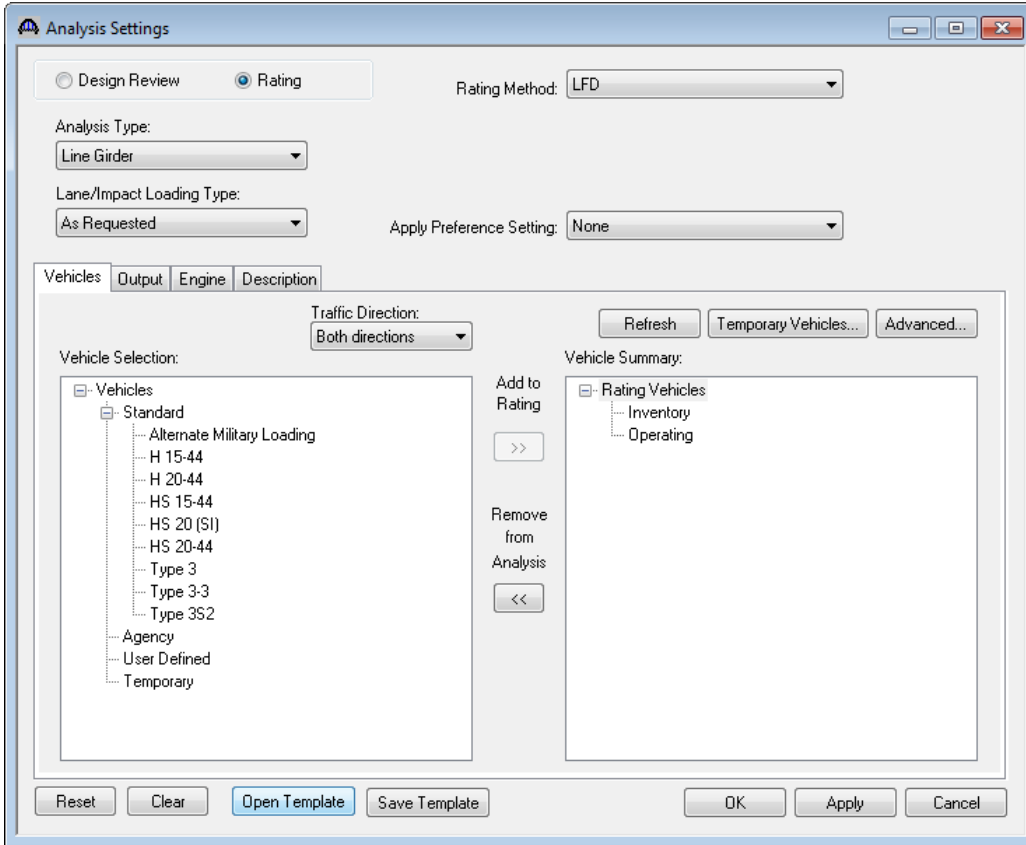 Analysis Settings
Design Review Rating Rating Method: LFD
Analysis Type:
Line Girder
Lane/Impact Loading Type:
As Requested Apply Preference Setting: None
Vehicles Output Engine Description
Traffic Direction:
Both directions Refresh Temporary Vehicles... Advanced...
Vehicle Selection: Vehicle Summary:
Vehicles
Standard
Alternate Military Loading
H 15-44
H 20-44
HS 15-44
HS 20 (SI)
HS 20-44
Type 3
Type 3-3
Type 3S2
Agency
User Defined
Temporary
Add to
Rating
>>
Remove
from
Analysis
<<
Rating Vehicles
Inventory
Operating
Reset Clear Open Template Save Template OK Apply Cancel